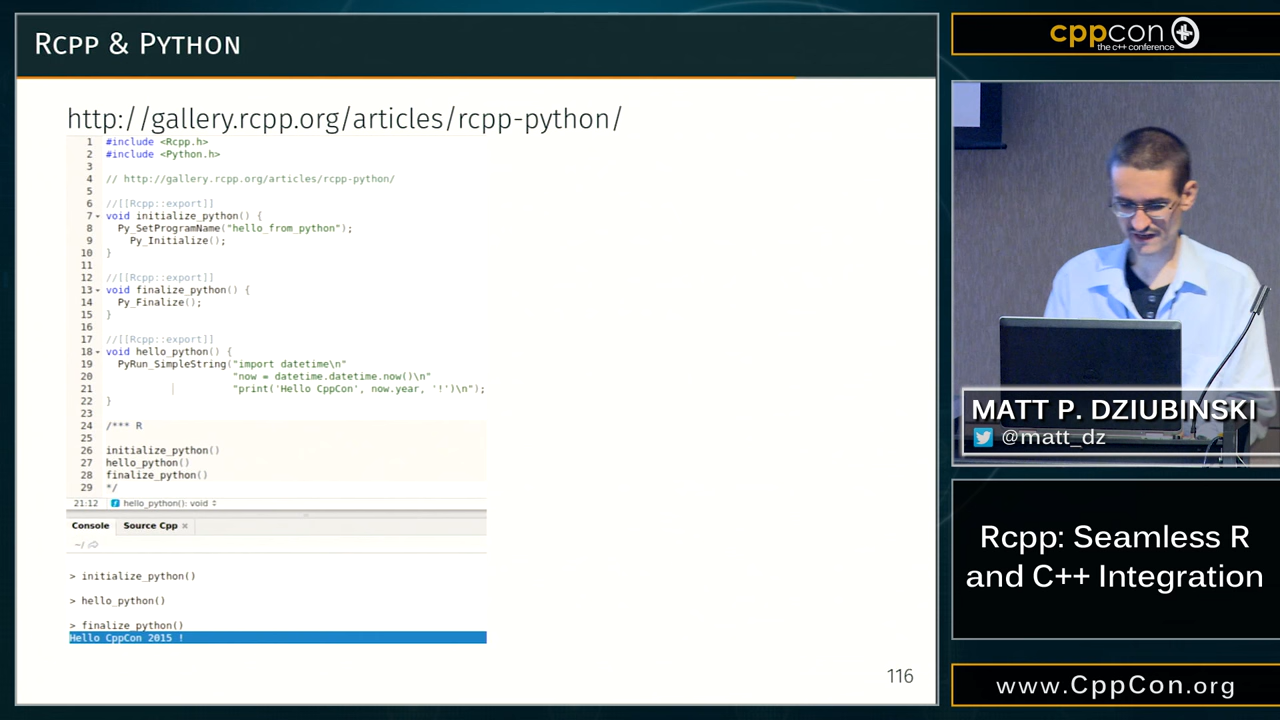 Rcpp & Python
http://gallery.rcpp.org/articles/rcpp-python/
1 #include <Rcpp.h>
2 #include <Python.h>
3
4 // http://gallery.rcpp.org/articles/rcpp-python/
5
6 //[[Rcpp::export]]
7 void initialize_python() {
8 Py_SetProgramName("hello_from_python");
9 Py_Initialize();
10 }
11
12 //[[Rcpp::export]]
13 void finalize_python() {
14 Py_Finalize();
15 }
16
17 //[[Rcpp::export]]
18 void hello_python() {
19 PyRun_SimpleString("import datetime\n"
20 "now = datetime.datetime.now()\n"
21 "print('Hello CppCon', now.year, '!')\n");
22 }
23
24 /*** R
25
26 initialize_python()
27 hello_python()
28 finalize_python()
29 */
21:12 f hello_python(): void
Console Source Cpp ×
~/
> initialize_python()
> hello_python()
> finalize_python()
Hello CppCon 2015 !
116
cppcon
the c++ conference
MATT P. DZIUBINSKI
@matt_dz
Rcpp: Seamless R
and C++ Integration
www.CppCon.org